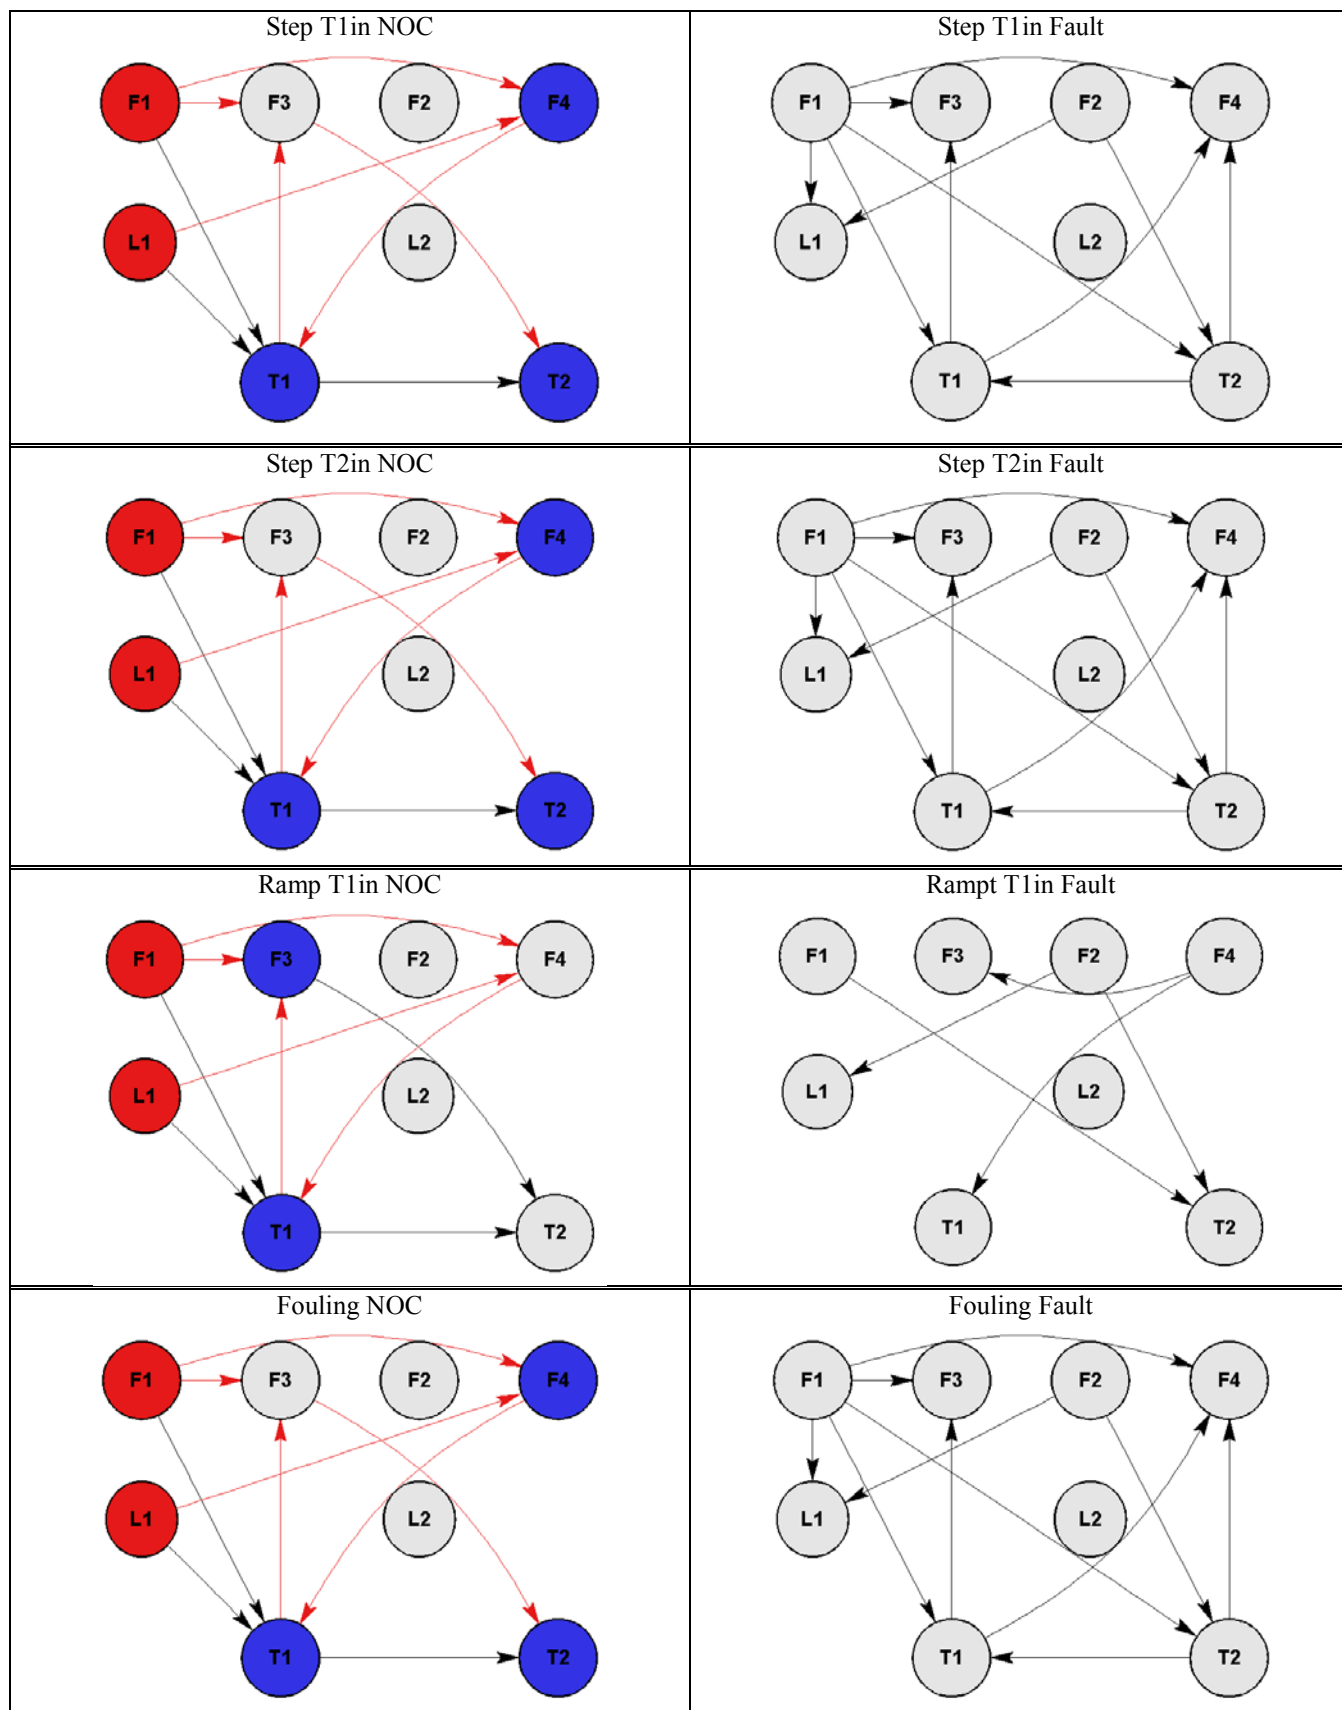 Step T1in NOC
F1 F3 F2 F4
L1 L2
T1 T2
Step T1in Fault
F1 F3 F2 F4
L1 L2
T1 T2
Step T2in NOC
F1 F3 F2 F4
L1 L2
T1 T2
Step T2in Fault
F1 F3 F2 F4
L1 L2
T1 T2
Ramp T1in NOC
F1 F3 F2 F4
L1 L2
T1 T2
Rampt T1in Fault
F1 F3 F2 F4
L1 L2
T1 T2
Fouling NOC
F1 F3 F2 F4
L1 L2
T1 T2
Fouling Fault
F1 F3 F2 F4
L1 L2
T1 T2